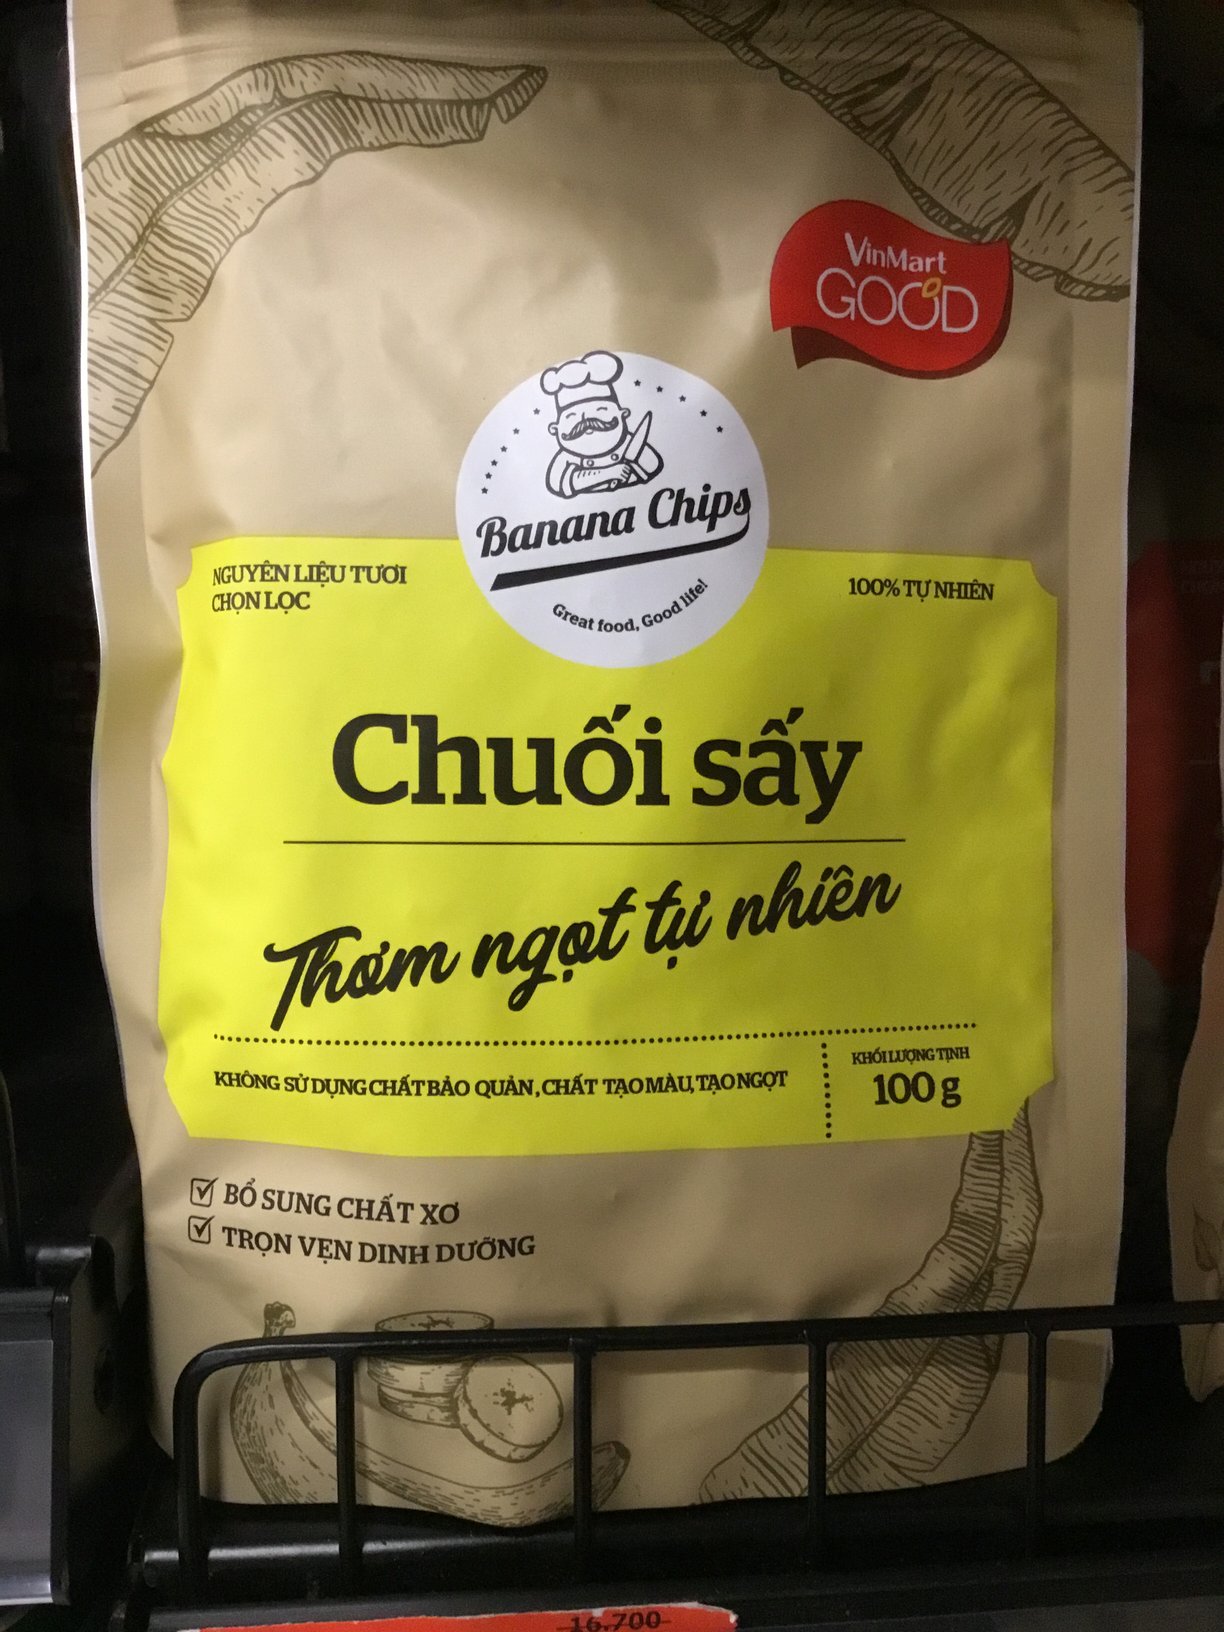 VinMart
GOOD
Banana Chips
Great food, Good life!
NGUYÊN LIỆU TƯƠI
CHỌN LỌC
100% TỰ NHIÊN
Chuối sấy
Thơm ngọt tự nhiên
KHÔNG SỬ DỤNG CHẤT BẢO QUẢN, CHẤT TẠO MÀU, TẠO NGỌT
KHỐI LƯỢNG TỊNH
100 g
BỔ SUNG CHẤT XƠ
TRỌN VẸN DINH DƯỠNG
16.700